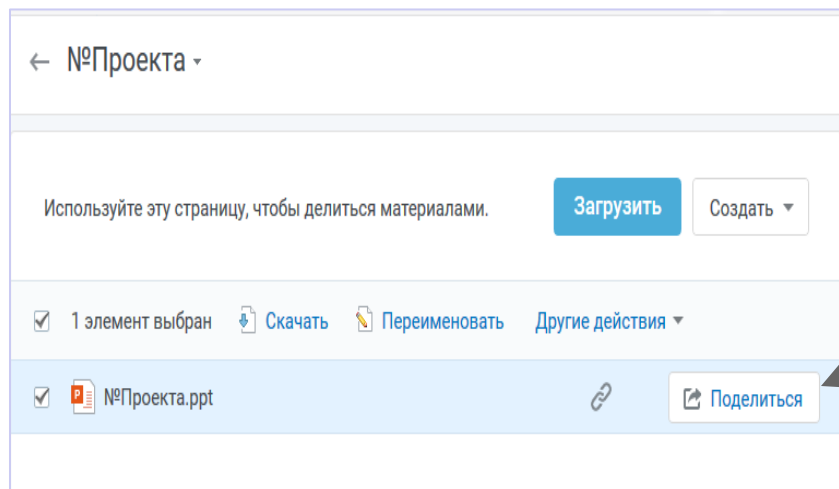 №Проекта
Используйте эту страницу, чтобы делиться материалами. Загрузить Создать
1 элемент выбран Скачать Переименовать Другие действия
P №Проекта.ppt Поделиться